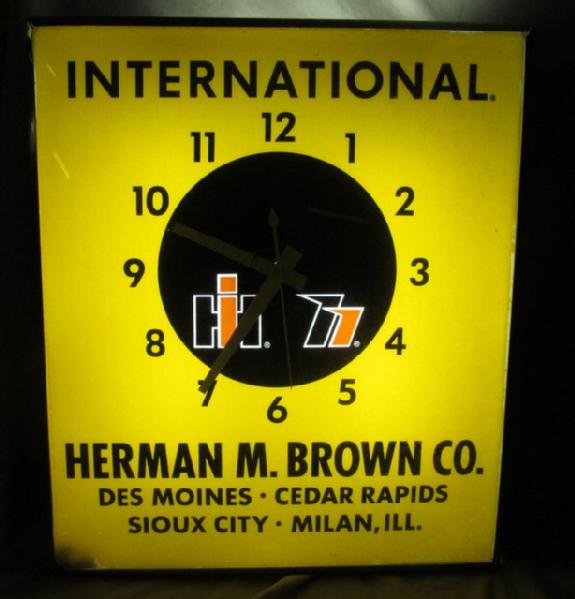 INTERNATIONAL®
11 12 1
10 2
9 3
IH®
8 4
7 5
6
HERMAN M. BROWN CO.
DES MOINES · CEDAR RAPIDS
SIOUX CITY · MILAN, ILL.